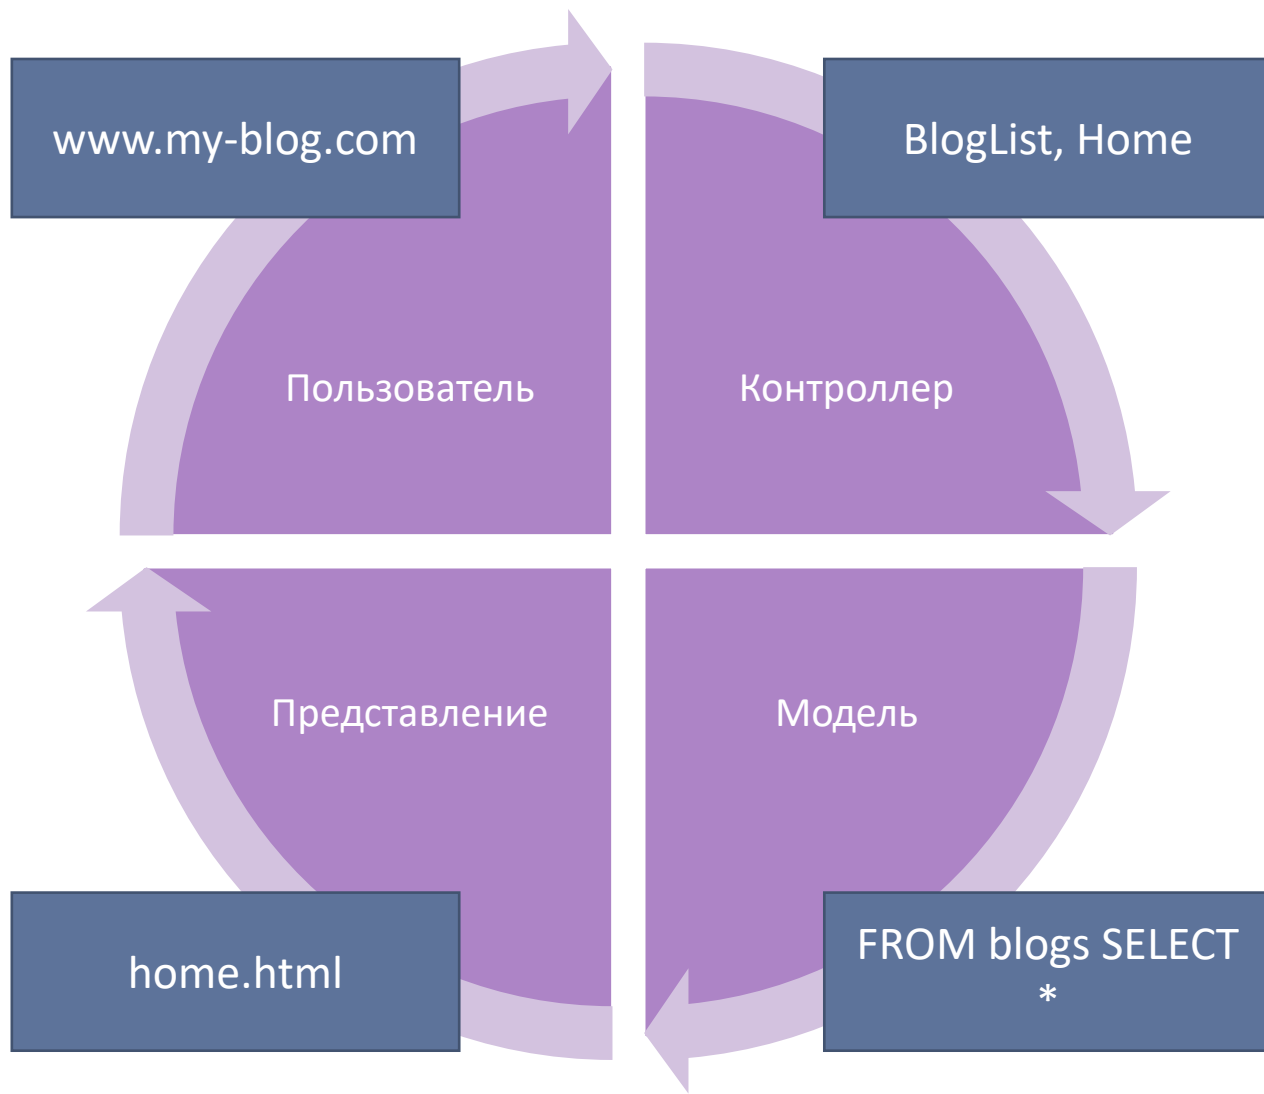 www.my-blog.com
BlogList, Home
Пользователь
Контроллер
Представление
Модель
home.html
FROM blogs SELECT
*